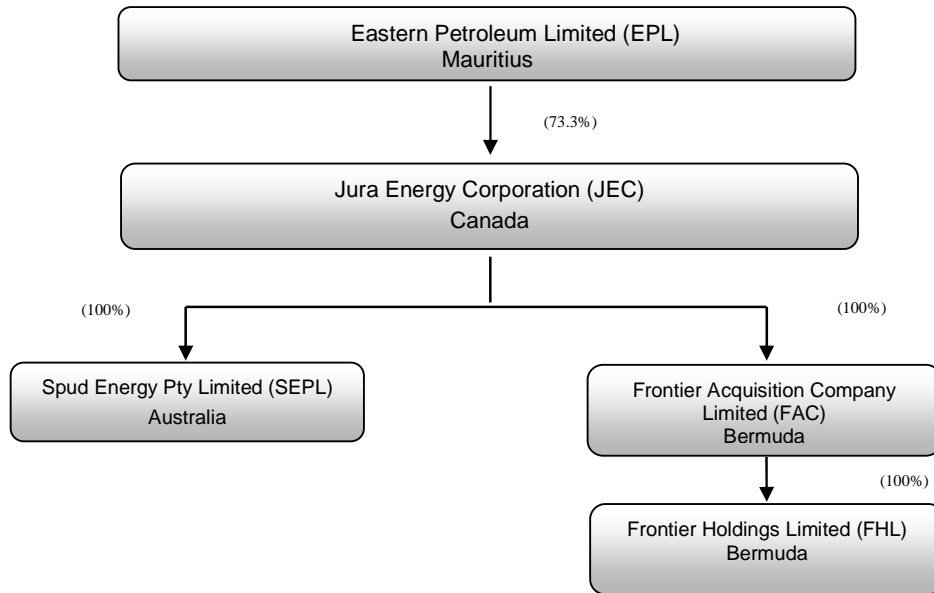 Eastern Petroleum Limited (EPL)
Mauritius
(73.3%)
Jura Energy Corporation (JEC)
Canada
(100%)
(100%)
Spud Energy Pty Limited (SEPL)
Australia
Frontier Acquisition Company
Limited (FAC)
Bermuda
(100%)
Frontier Holdings Limited (FHL)
Bermuda